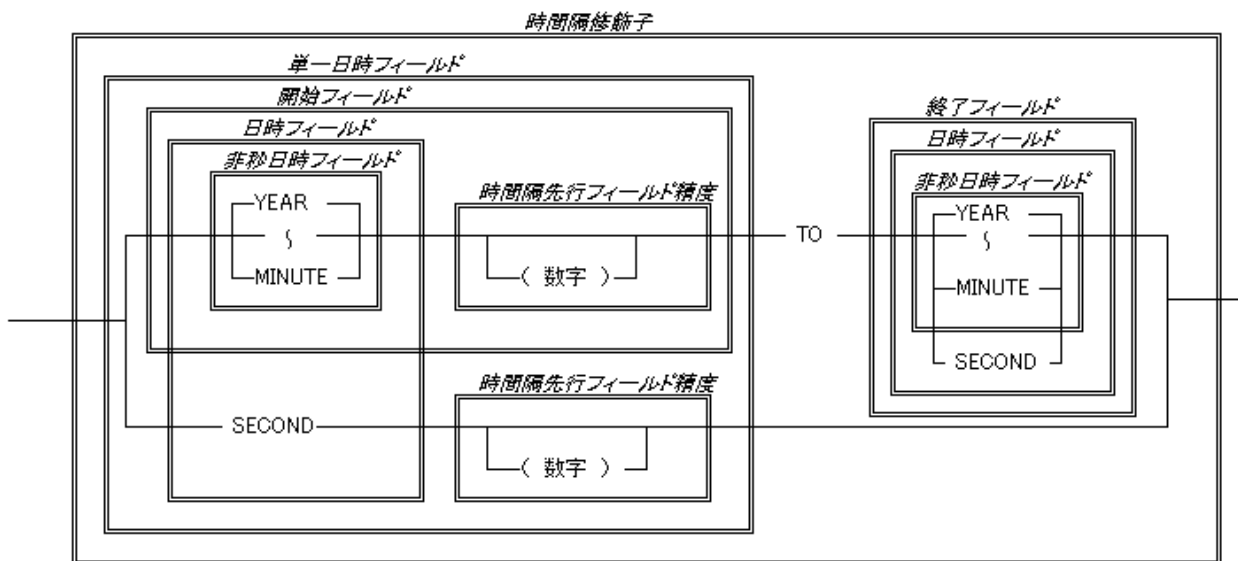 時間隔修飾子
単一日時フィールド
開始フィールド
終了フィールド
日時フィールド
日時フィールド
非秒日時フィールド
時間隔先行フィールド精度
非秒日時フィールド
YEAR
YEAR
∫
TO
∫
MINUTE
( 数字 )
MINUTE
SECOND
時間隔先行フィールド精度
SECOND
( 数字 )